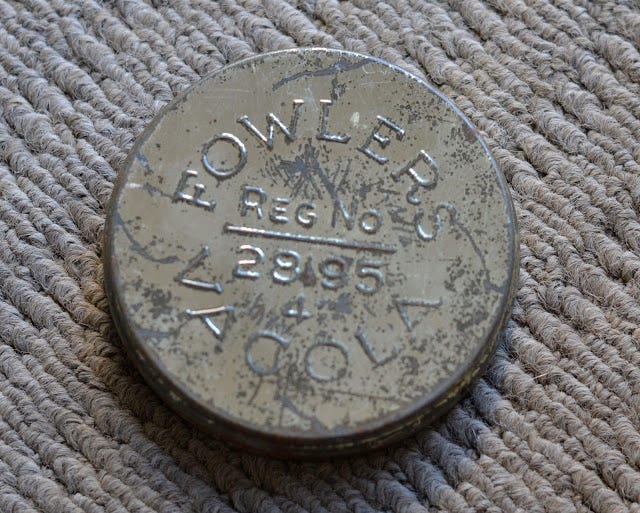 FOWLERS
REG NO
2895
4
VACOLA